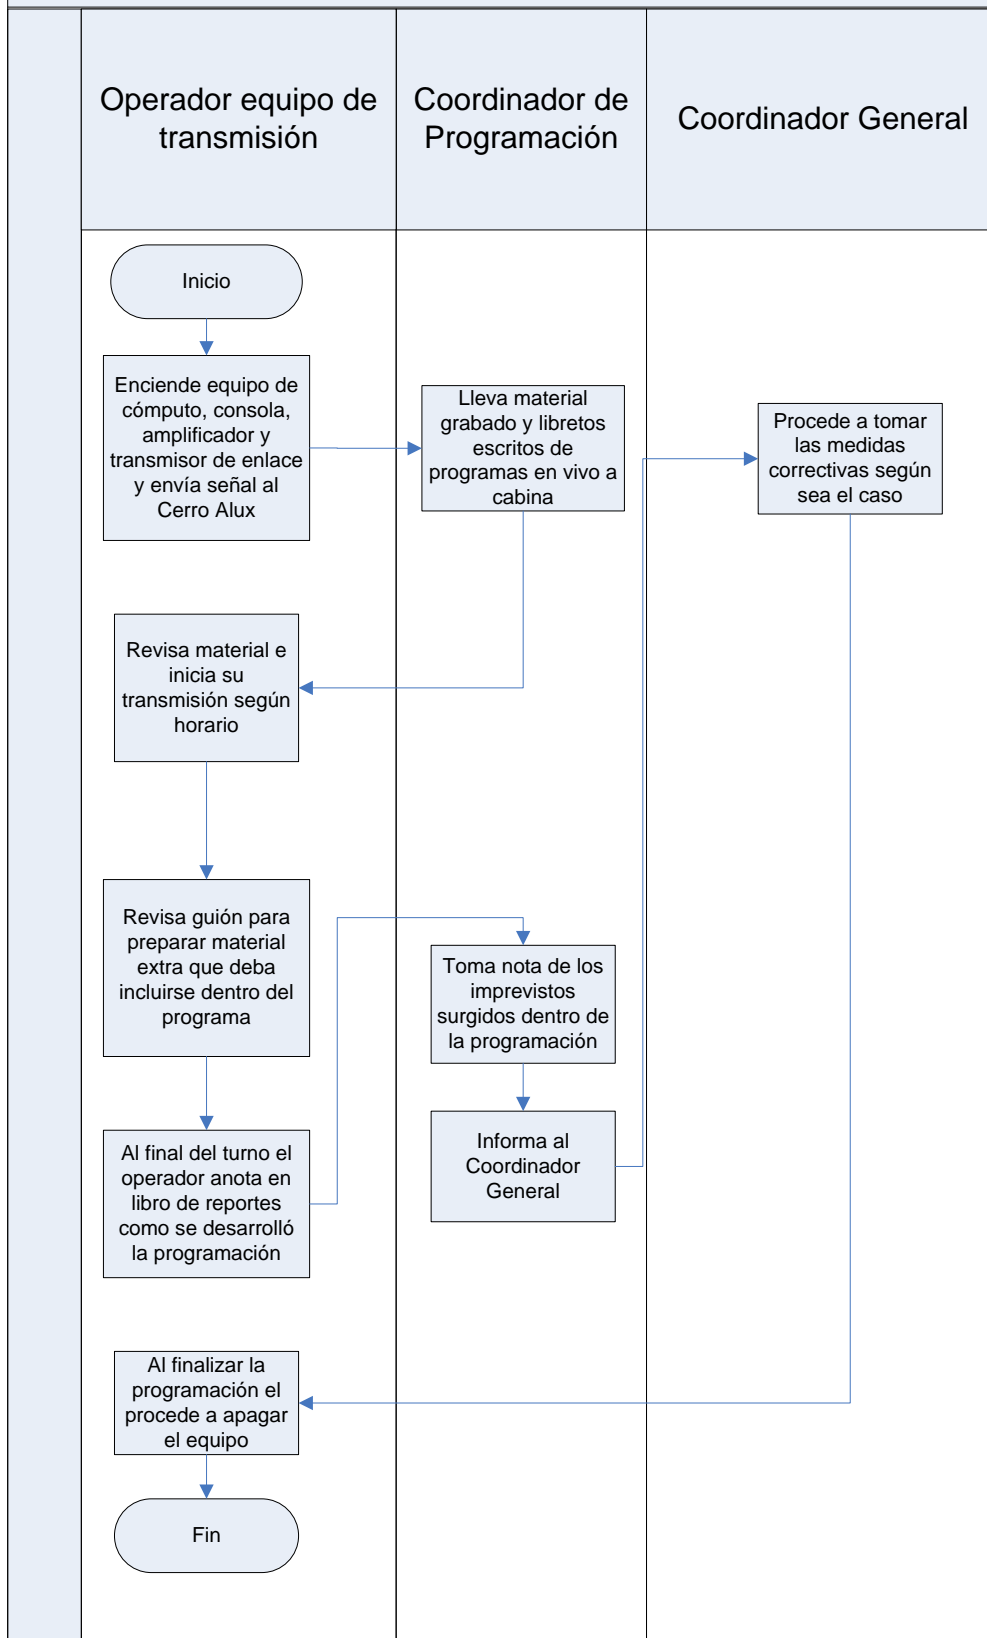 Operador equipo de
transmisión
Coordinador de
Programación
Coordinador General
Inicio
Enciende equipo de
cómputo, consola,
amplificador y
transmisor de enlace
y envía señal al
Cerro Alux
Lleva material
grabado y libretos
escritos de
programas en vivo a
cabina
Procede a tomar
las medidas
correctivas según
sea el caso
Revisa material e
inicia su
transmisión según
horario
Revisa guión para
preparar material
extra que deba
incluirse dentro del
programa
Toma nota de los
imprevistos
surgidos dentro de
la programación
Informa al
Coordinador
General
Al final del turno el
operador anota en
libro de reportes
como se desarrolló
la programación
Al finalizar la
programación el
procede a apagar
el equipo
Fin